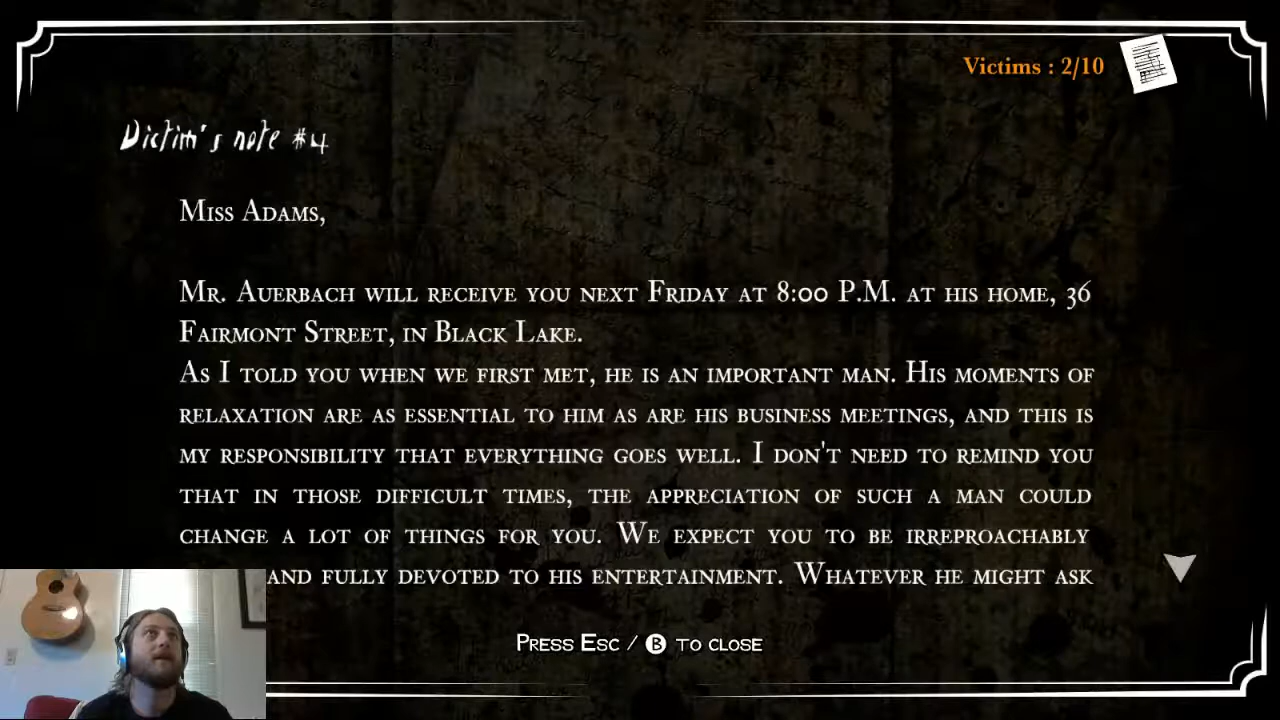 Victims : 2/10
Victim's note #4
Miss Adams,
Mr. Auerbach will receive you next Friday at 8:00 P.M. at his home, 36
Fairmont Street, in Black Lake.
As I told you when we first met, he is an important man. His moments of
relaxation are as essential to him as are his business meetings, and this is
my responsibility that everything goes well. I don't need to remind you
that in those difficult times, the appreciation of such a man could
change a lot of things for you. We expect you to be irreproachably
and fully devoted to his entertainment. Whatever he might ask
Press Esc / B to close